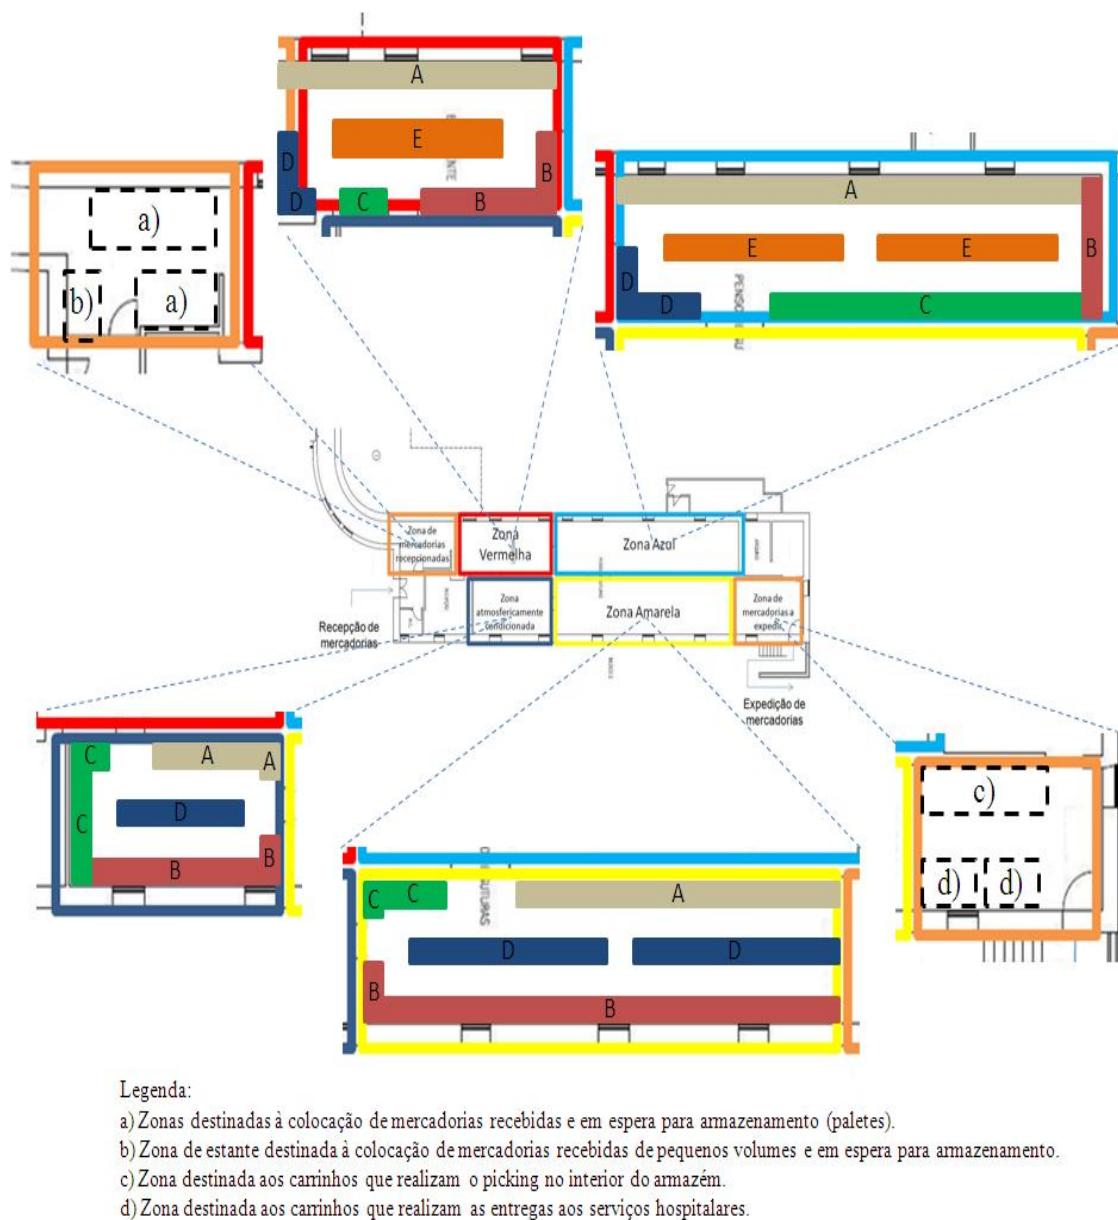 A
E
D
B
D
C
B
a)
b)
a)
A
E
E
B
D
D
C
Zona de
mercadorias
recepcionadas
Zona
Vermelha
Zona Azul
Zona
atmosfericamente
condicionada
Zona Amarela
Zona de
mercadorias a
expedir
Recepção de
mercadorias
Expedição de
mercadorias
C
A
A
D
C
B
B
C
C
A
D
D
B
B
c)
d)
d)
Legenda:
a) Zonas destinadas à colocação de mercadorias recebidas e em espera para armazenamento (paletes).
b) Zona de estante destinada à colocação de mercadorias recebidas de pequenos volumes e em espera para armazenamento.
c) Zona destinada aos carrinhos que realizam o picking no interior do armazém.
d) Zona destinada aos carrinhos que realizam as entregas aos serviços hospitalares.